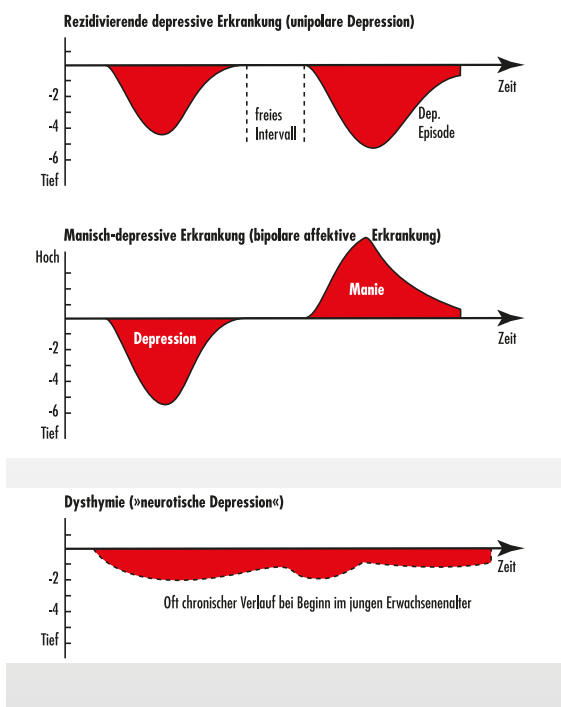 Rezidivierende depressive Erkrankung (unipolare Depression)
Zeit
-2
-4
-6
Tief
freies
Intervall
Dep.
Episode
Manisch-depressive Erkrankung (bipolare affektive Erkrankung)
Hoch
Manie
Zeit
Depression
-2
-4
-6
Tief
Dysthymie (»neurotische Depression«)
Zeit
-2
-4
Tief
Oft chronischer Verlauf bei Beginn im jungen Erwachsenenalter